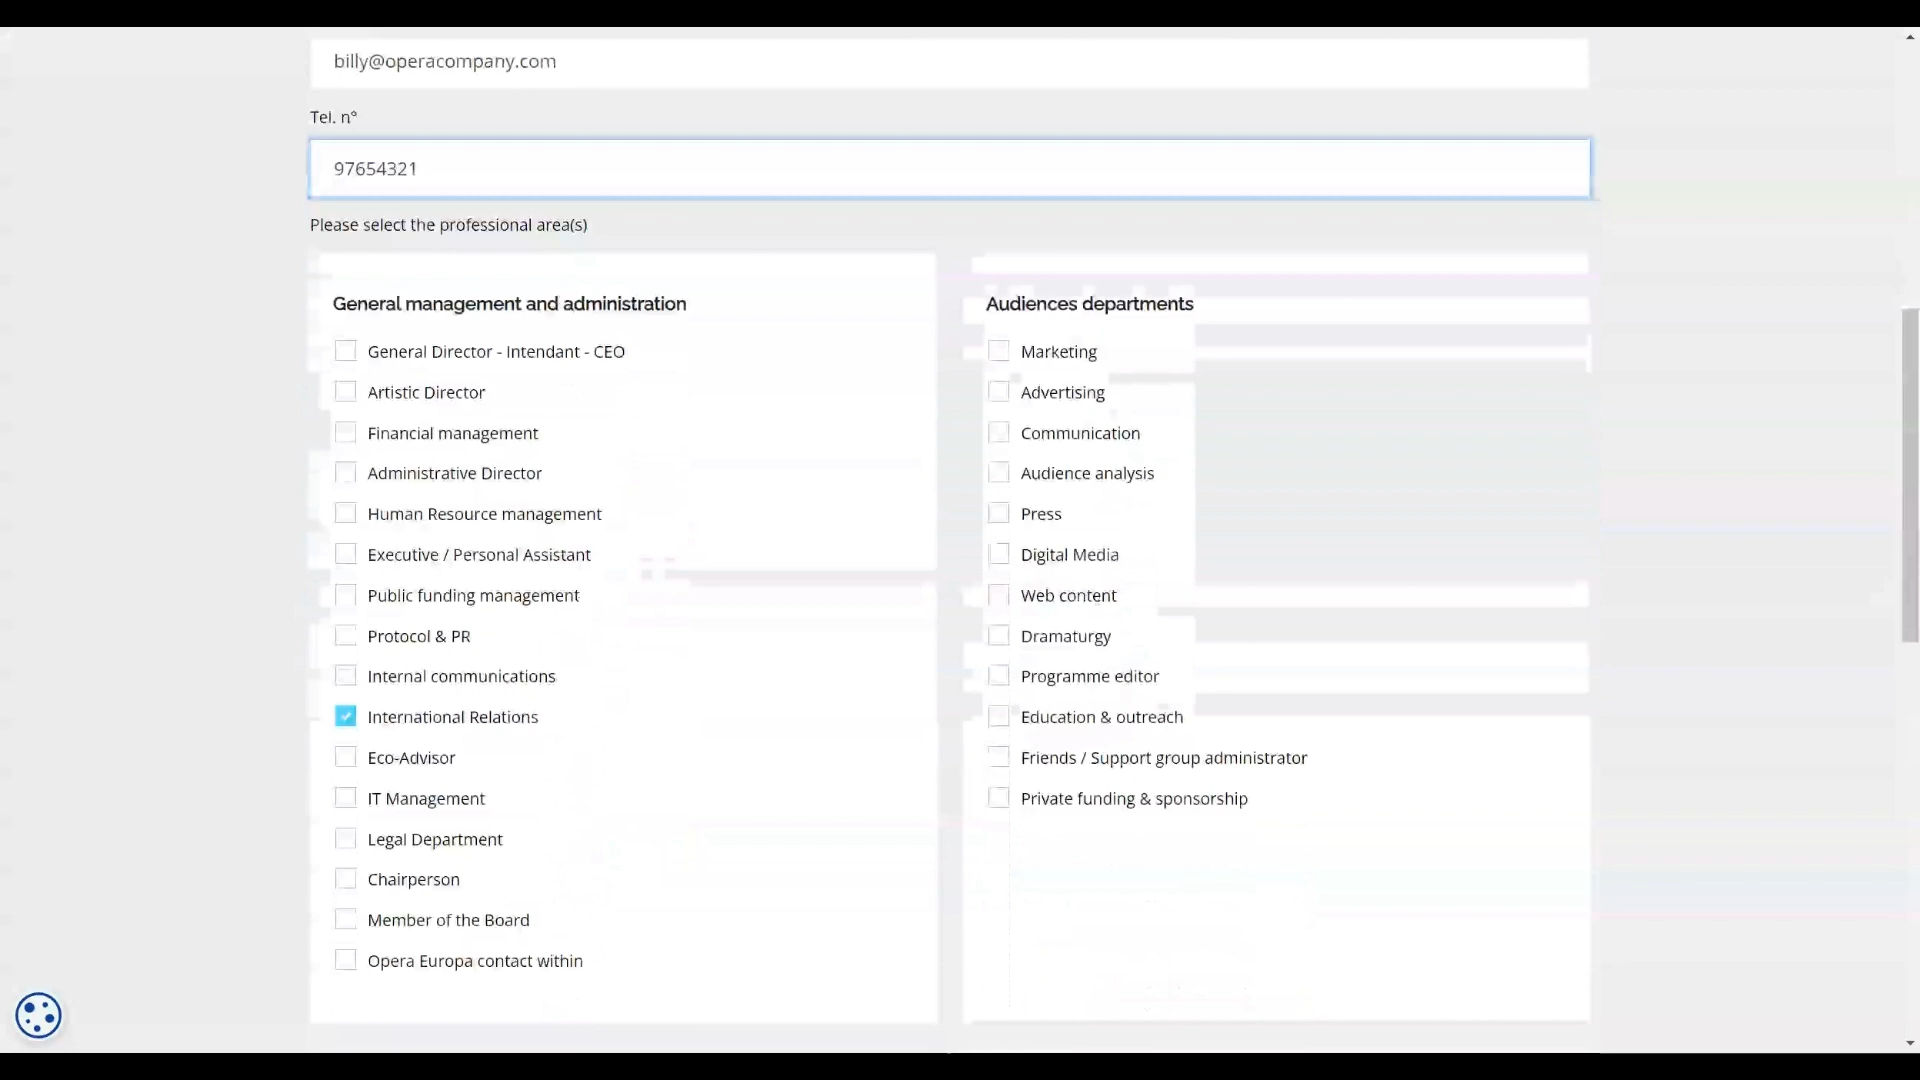 billy@operacompany.com
Tel. n°
97654321
Please select the professional area(s)
General management and administration
General Director - Intendant - CEO
Artistic Director
Financial management
Administrative Director
Human Resource management
Executive / Personal Assistant
Public funding management
Protocol & PR
Internal communications
International Relations
Eco-Advisor
IT Management
Legal Department
Chairperson
Member of the Board
Opera Europa contact within
Audiences departments
Marketing
Advertising
Communication
Audience analysis
Press
Digital Media
Web content
Dramaturgy
Programme editor
Education & outreach
Friends / Support group administrator
Private funding & sponsorship